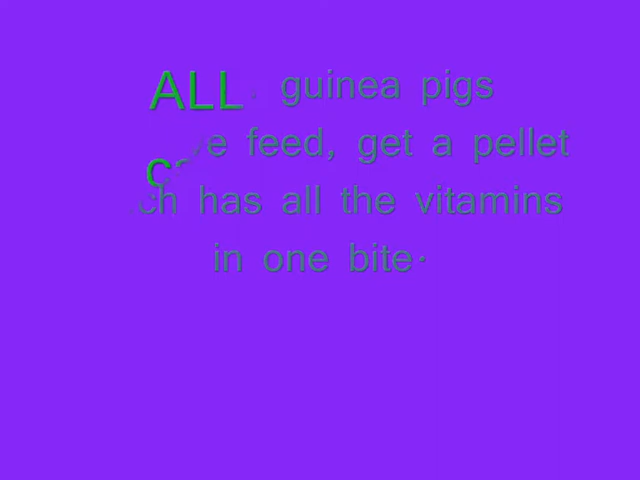 ALL guinea pigs
feed, get a pellet
has all the vitamins
in one bite.